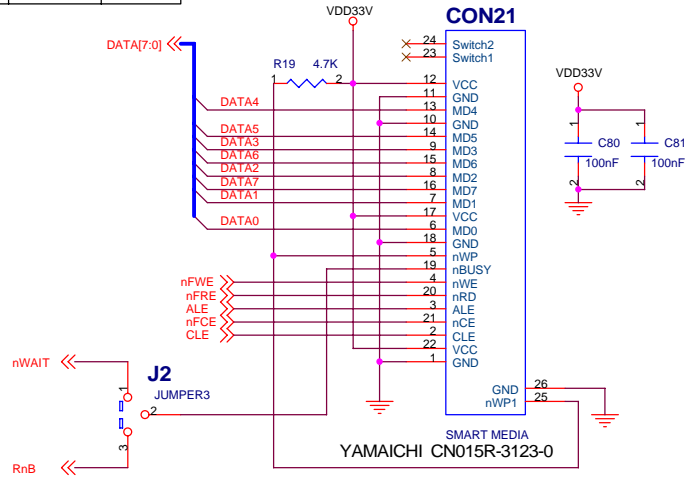 VDD33V
CON21
DATA[7:0]
24 Switch2
23 Switch1
R19 4.7K
1 2
12 VCC
11 GND
DATA4 13 MD4
10 GND
DATA5 14 MD5
DATA3 9 MD3
DATA6 15 MD6
DATA2 8 MD2
DATA7 16 MD7
DATA1 7 MD1
17 VCC
DATA0 6 MD0
18 GND
5 nWP
19 nBUSY
nFWE 4 nWE
nFRE 20 nRD
ALE 3 ALE
nFCE 21 nCE
CLE 2 CLE
22 VCC
1 GND
GND 26
nWP1 25
SMART MEDIA
YAMAICHI CN015R-3123-0
VDD33V
1 1
C80 C81
100nF 100nF
2 2
nWAIT
J2
JUMPER3
1
2
3
RnB